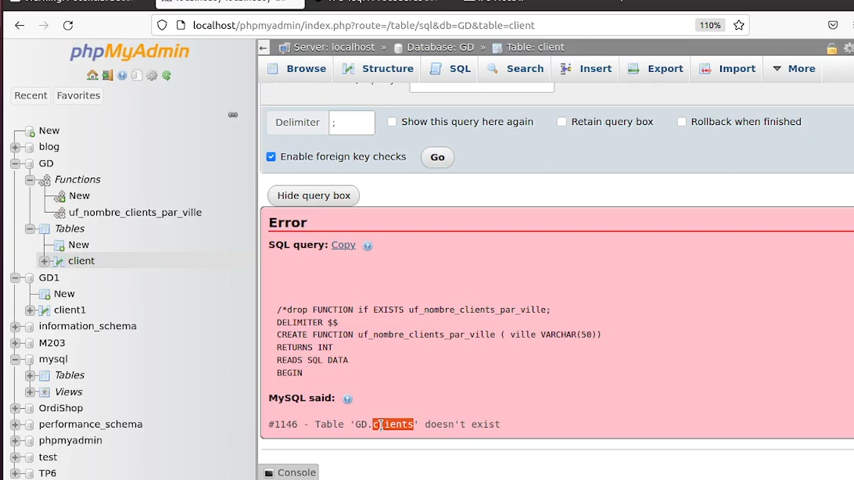 localhost/phpmyadmin/index.php?route=/table/sql&db=GD&table=client
110%
phpMyAdmin
Recent
Favorites
New
blog
GD
Functions
New
uf_nombre_clients_par_ville
Tables
New
client
GD1
New
client1
information_schema
M203
mysql
Tables
Views
OrdiShop
performance_schema
phpmyadmin
test
TP6
Server: localhost » Database: GD » Table: client
Browse
Structure
SQL
Search
Insert
Export
Import
More
Delimiter
;
Show this query here again
Retain query box
Rollback when finished
Enable foreign key checks
Go
Hide query box
Error
SQL query: Copy
/*drop FUNCTION if EXISTS uf_nombre_clients_par_ville;
DELIMITER $$
CREATE FUNCTION uf_nombre_clients_par_ville ( ville VARCHAR(50))
RETURNS INT
READS SQL DATA
BEGIN
MySQL said:
#1146 - Table 'GD.clients' doesn't exist
Console